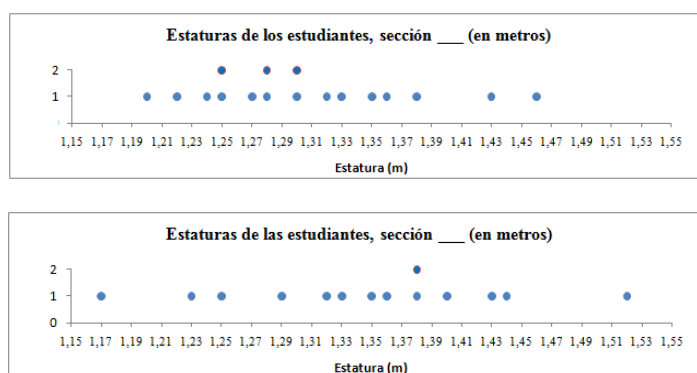 Estaturas de los estudiantes, sección ___ (en metros)
2
1
1,15 1,17 1,19 1,21 1,23 1,25 1,27 1,29 1,31 1,33 1,35 1,37 1,39 1,41 1,43 1,45 1,47 1,49 1,51 1,53 1,55
Estatura (m)
Estaturas de las estudiantes, sección ___ (en metros)
2
1
0
1,15 1,17 1,19 1,21 1,23 1,25 1,27 1,29 1,31 1,33 1,35 1,37 1,39 1,41 1,43 1,45 1,47 1,49 1,51 1,53 1,55
Estatura (m)